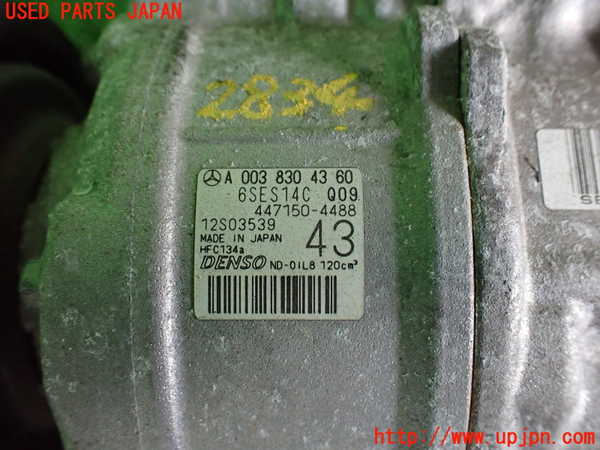 USED PARTS JAPAN
2834
A 003 830 43 60
6SES14C Q09
447150-4488
12S03539
MADE IN JAPAN
43
HFC134a
DENSO ND-OIL8 120cm³
http://www.upjpn.com/